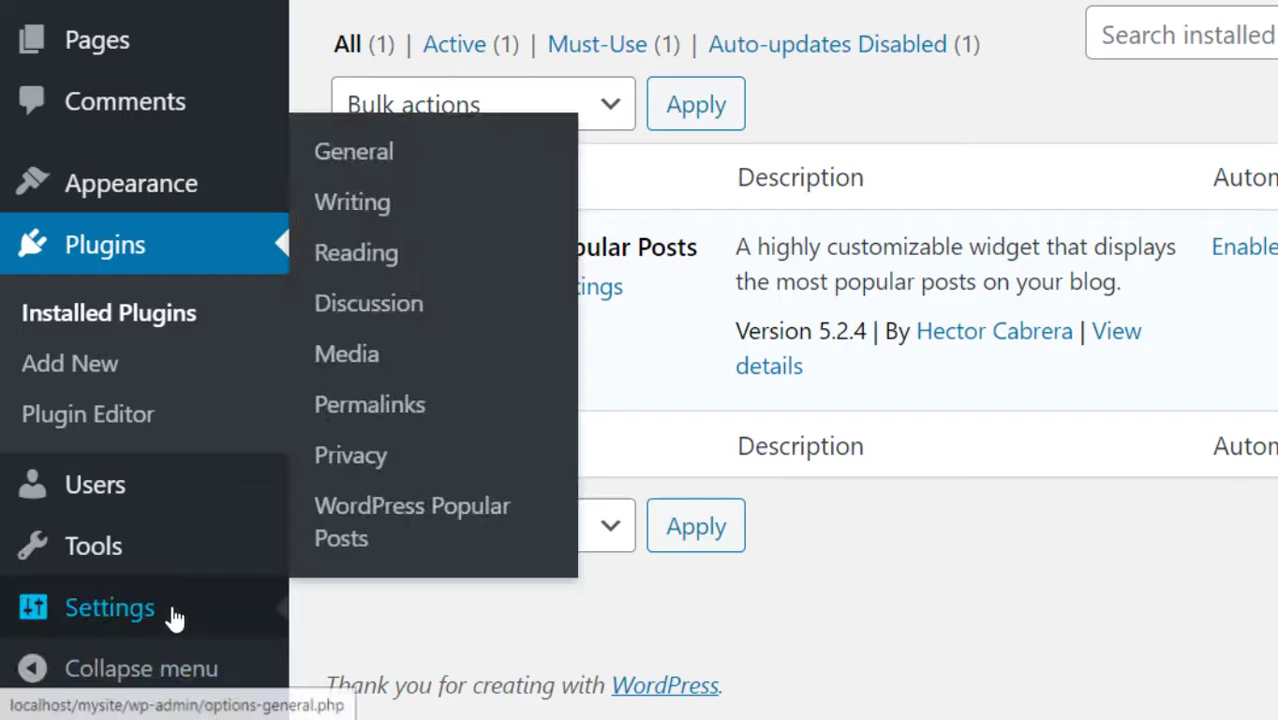 Pages
Comments
Appearance
Plugins
Installed Plugins
Add New
Plugin Editor
Users
Tools
Settings
Collapse menu
localhost/mysite/wp-admin/options-general.php
General
Writing
Reading
Discussion
Media
Permalinks
Privacy
WordPress Popular
Posts
All (1) | Active (1) | Must-Use (1) | Auto-updates Disabled (1)
Search installed
Bulk actions
Apply
Description
Autom
pular Posts
tings
A highly customizable widget that displays
the most popular posts on your blog.
Version 5.2.4 | By Hector Cabrera | View
details
Enable
Description
Autom
Apply
Thank you for creating with WordPress.